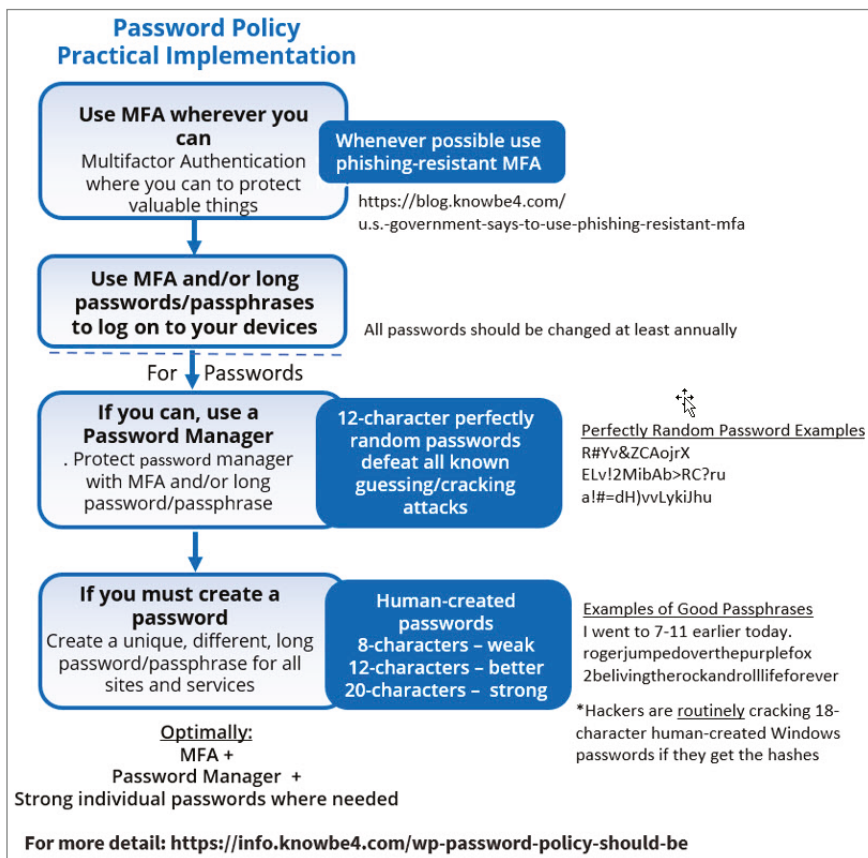 Password Policy
Practical Implementation
Use MFA wherever you
can
Multifactor Authentication
where you can to protect
valuable things
Whenever possible use
phishing-resistant MFA
https://blog.knowbe4.com/
u.s.-government-says-to-use-phishing-resistant-mfa
Use MFA and/or long
passwords/passphrases
to log on to your devices
All passwords should be changed at least annually
For Passwords
If you can, use a
Password Manager
. Protect password manager
with MFA and/or long
password/passphrase
12-character perfectly
random passwords
defeat all known
guessing/cracking
attacks
Perfectly Random Password Examples
R#Yv&ZCAojrX
ELv!2MibAb>RC?ru
a!#=dH)vvLykiJhu
If you must create a
password
Create a unique, different, long
password/passphrase for all
sites and services
Human-created
passwords
8-characters – weak
12-characters – better
20-characters – strong
Examples of Good Passphrases
I went to 7-11 earlier today.
rogerjumpedoverthepurplefox
2belivingtherockandrolllifeforever
*Hackers are routinely cracking 18-
character human-created Windows
passwords if they get the hashes
Optimally:
MFA +
Password Manager +
Strong individual passwords where needed
For more detail: https://info.knowbe4.com/wp-password-policy-should-be